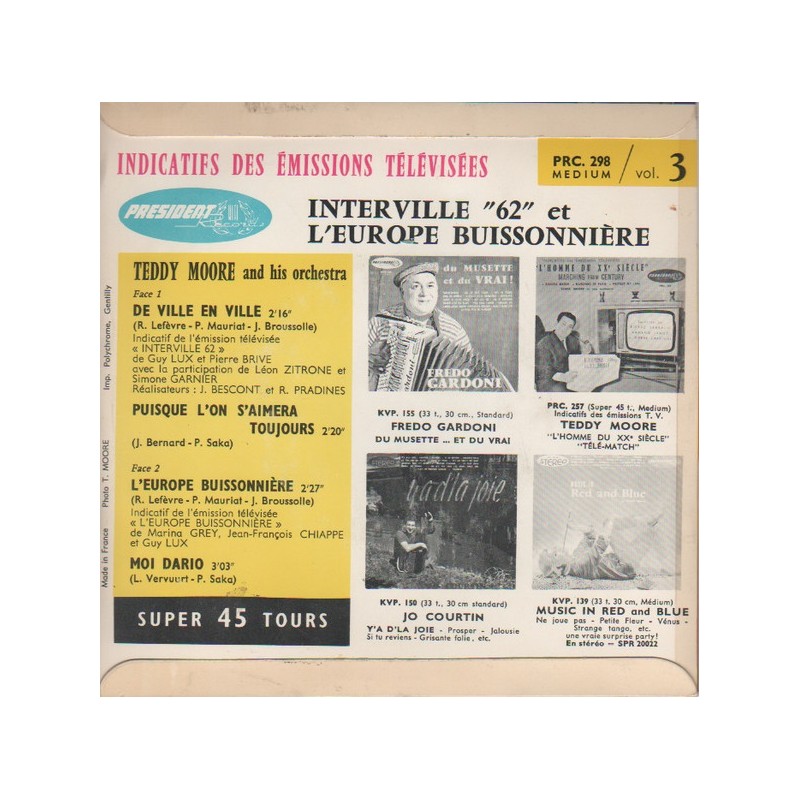 INDICATIFS DES ÉMISSIONS TÉLÉVISÉES
PRC. 298
MEDIUM / vol. 3
PRESIDENT
Records
INTERVILLE "62" et
L'EUROPE BUISSONNIÈRE
TEDDY MOORE and his orchestra
Face 1
DE VILLE EN VILLE 2'16"
(R. Lefèvre - P. Mauriat - J. Broussolle)
Indicatif de l'émission télévisée
« INTERVILLE 62 »
de Guy LUX et Pierre BRIVE
avec la participation de Léon ZITRONE et
Simone GARNIER
Réalisateurs : J. BESCONT et R. PRADINES
PUISQUE L'ON S'AIMERA
TOUJOURS 2'20"
(J. Bernard - P. Saka)
Face 2
L'EUROPE BUISSONNIÈRE 2'27"
(R. Lefèvre - P. Mauriat - J. Broussolle)
Indicatif de l'émission télévisée
« L'EUROPE BUISSONNIÈRE »
de Marina GREY, Jean-François CHIAPPE
et Guy LUX
MOI DARIO 3'03"
(L. Vervuurt - P. Saka)
SUPER 45 TOURS
Made in France Photo T. MOORE Imp. Polychrome, Gentilly
du MUSETTE
et du VRAI !
FREDO
GARDONI
KVP. 155 (33 t., 30 cm., Standard)
FREDO GARDONI
DU MUSETTE ... ET DU VRAI
"L'HOMME DU XXe SIÈCLE"
MARCHING CENTURY
PRC. 257 (Super 45 t., Medium)
Indicatifs des émissions T. V.
TEDDY MOORE
"L'HOMME DU XXe SIÈCLE"
"TÉLÉ-MATCH"
y a d'la joie
KVP. 150 (33 t., 30 cm standard)
JO COURTIN
Y'A D'LA JOIE - Prosper - Jalousie
Si tu reviens - Grisante folie, etc.
STEREO
Red and Blue
KVP. 139 (33 t., 30 cm, Médium)
MUSIC IN RED and BLUE
Ne joue pas - Petite Fleur - Vénus -
Strange tango, etc.
une vraie surprise party !
En stéréo — SPR 20022